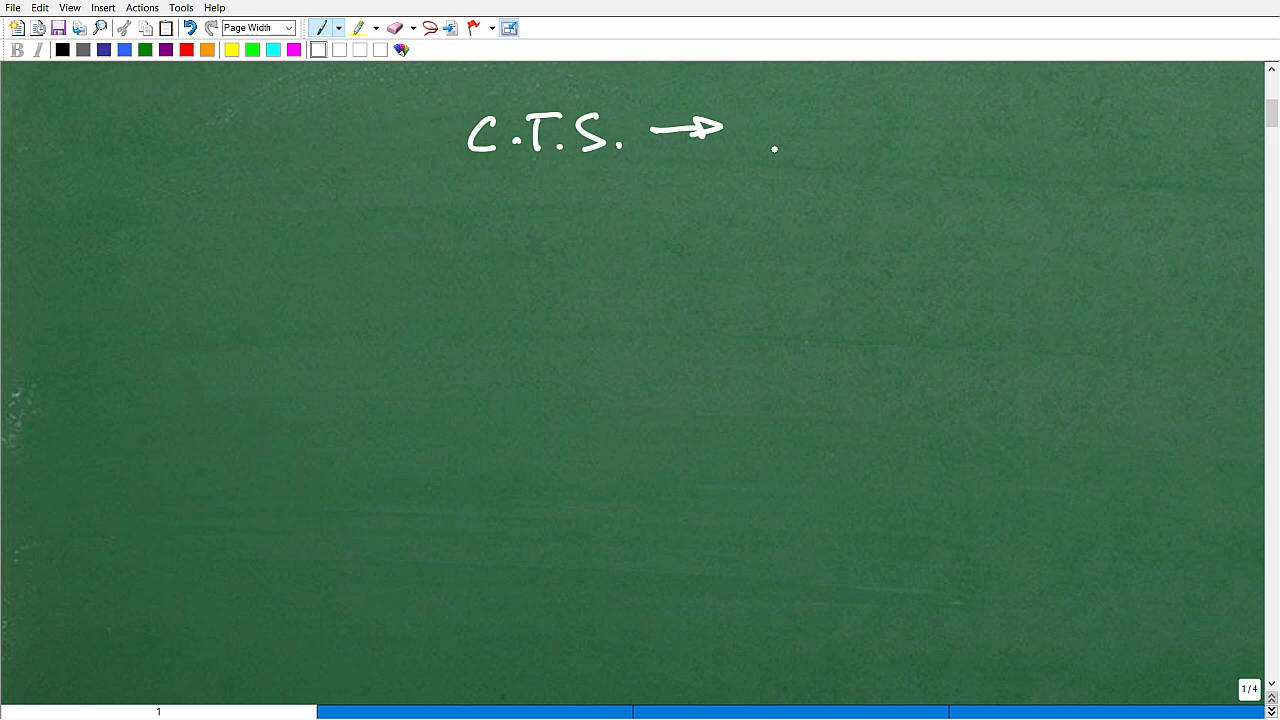 File Edit View Insert Actions Tools Help
Page Width
B I
C.T.S. →
1 / 4
1